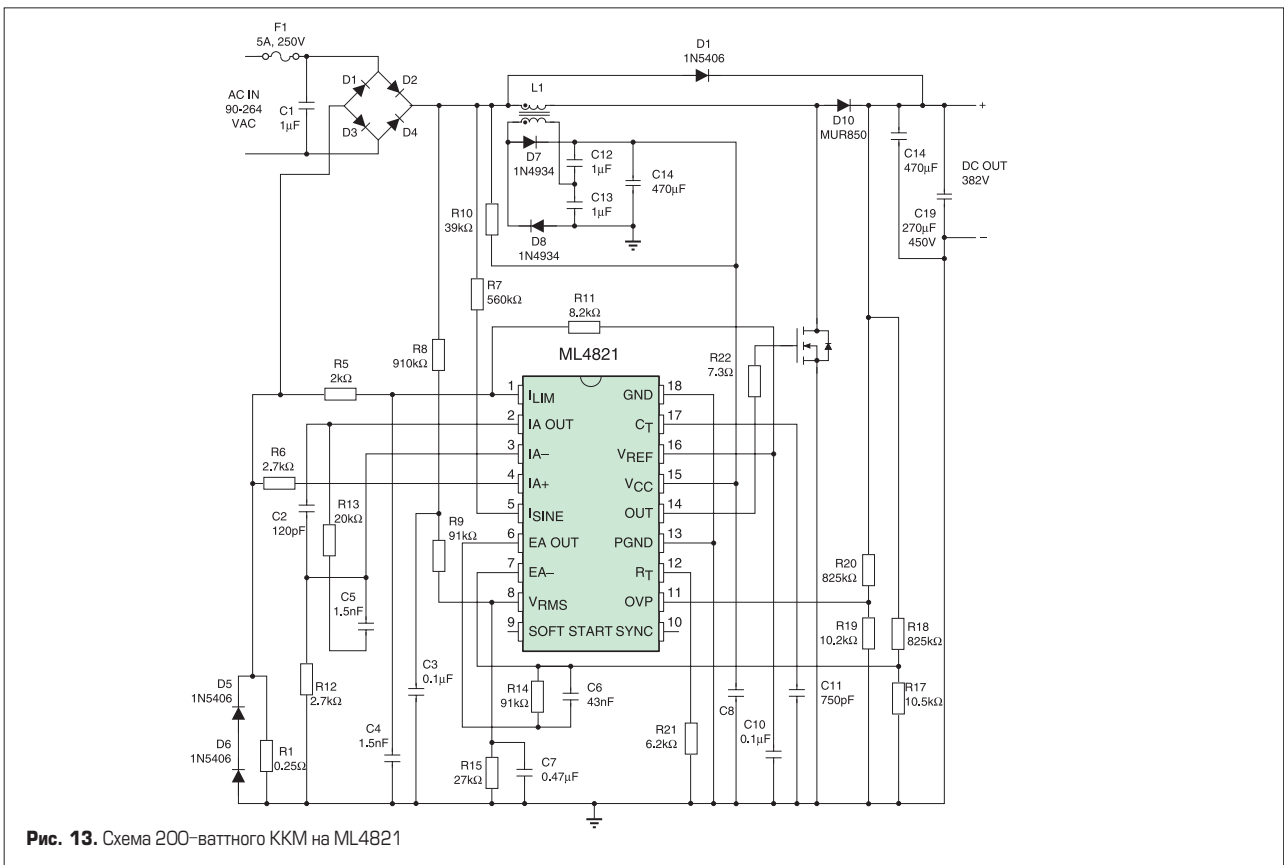 F1
5A, 250V
D1
1N5406
D1
D2
L1
AC IN
90-264
VAC
C1
1µF
D3
D4
D10
MUR850
D7
1N4934
C12
1µF
C14
470µF
C14
470µF
DC OUT
382V
C13
1µF
R10
39kΩ
D8
1N4934
C19
270µF
450V
+
−
R7
560kΩ
R11
8.2kΩ
R8
910kΩ
ML4821
R22
7.3Ω
R5
2kΩ
1 ILIM GND 18
2 IA OUT CT 17
3 IA− VREF 16
4 IA+ VCC 15
5 ISINE OUT 14
6 EA OUT PGND 13
7 EA− RT 12
8 VRMS OVP 11
9 SOFT START SYNC 10
R6
2.7kΩ
C2
120pF
R13
20kΩ
R9
91kΩ
R20
825kΩ
C5
1.5nF
R19
10.2kΩ
R18
825kΩ
D5
1N5406
R12
2.7kΩ
C3
0.1µF
R14
91kΩ
C6
43nF
C8
C11
750pF
R17
10.5kΩ
D6
1N5406
R1
0.25Ω
C4
1.5nF
R21
6.2kΩ
C10
0.1µF
R15
27kΩ
C7
0.47µF
Рис. 13. Схема 200–ваттного ККМ на ML4821